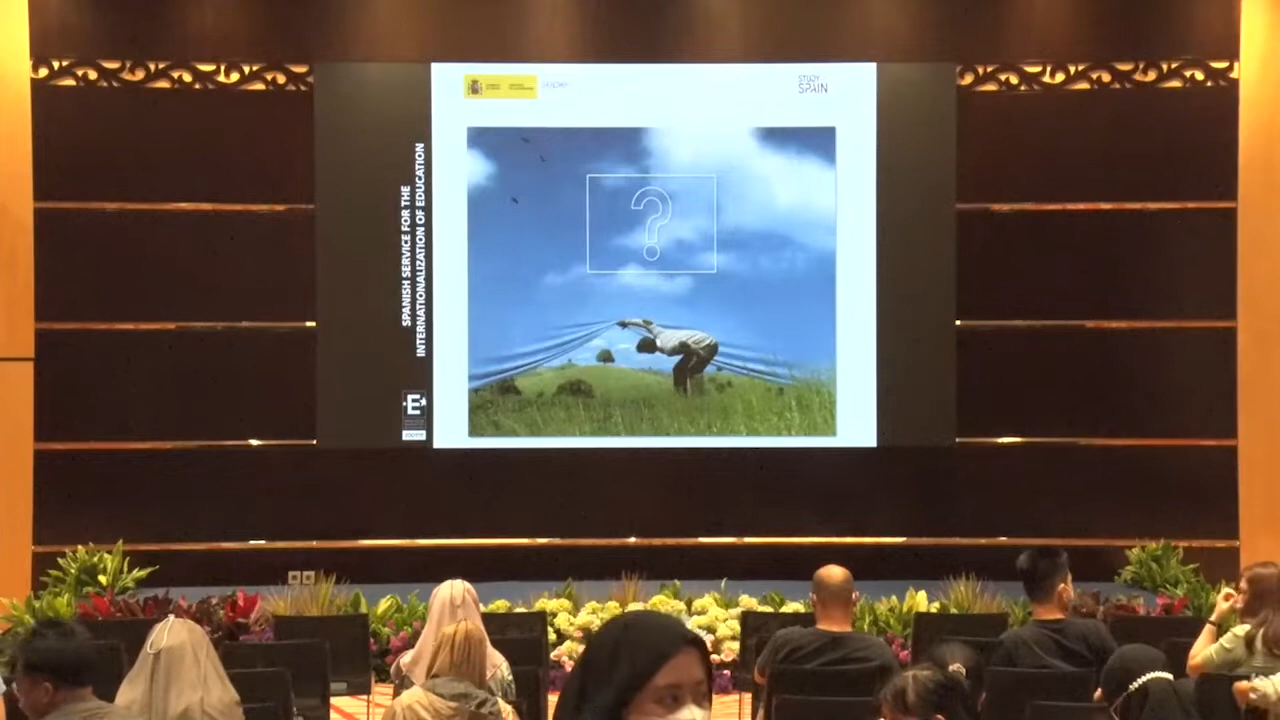 STUDY
SPAIN
?
SPANISH SERVICE FOR THE
INTERNATIONALIZATION OF EDUCATION
E